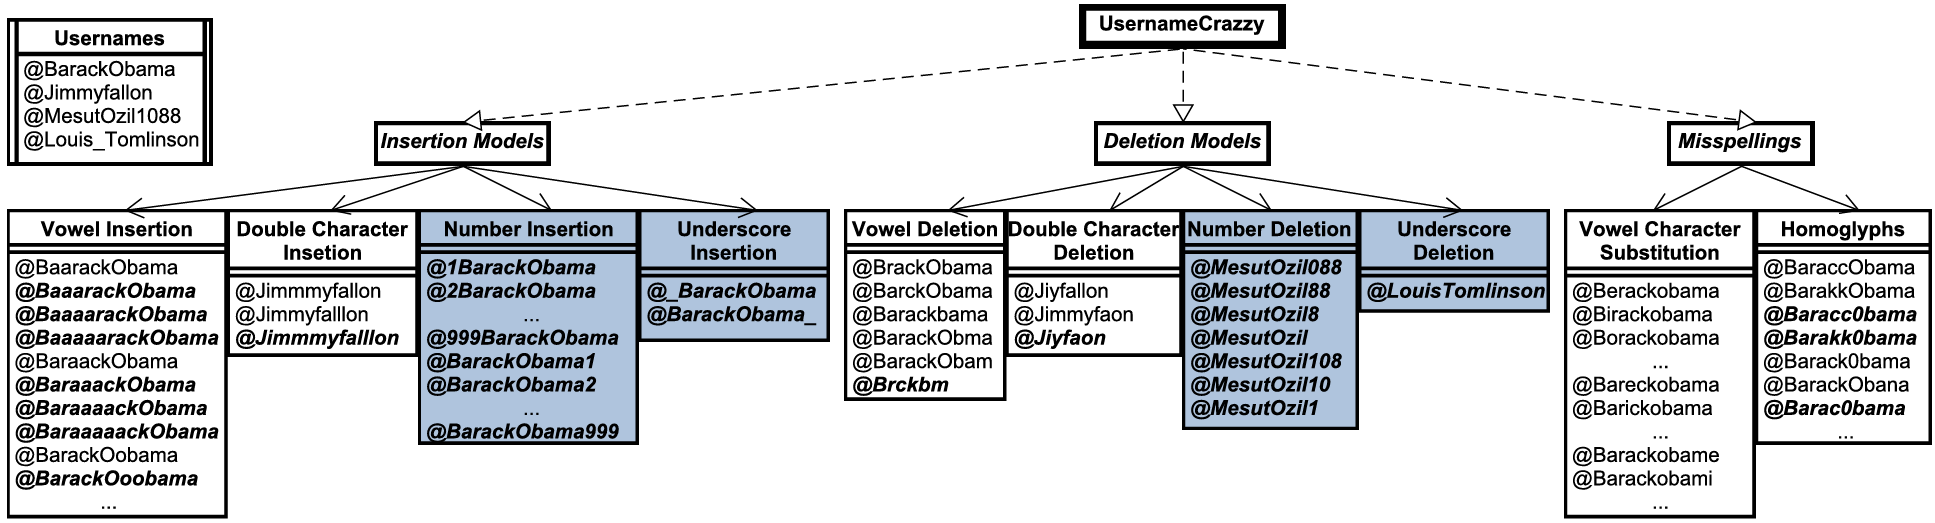 UsernameCrazzy
Usernames
@BarackObama
@Jimmyfallon
@MesutOzil1088
@Louis_Tomlinson
Insertion Models
Deletion Models
Misspellings
Vowel Insertion
@BaarackObama
@BaaarackObama
@BaaaarackObama
@BaaaaarackObama
@BaraackObama
@BaraaackObama
@BaraaaackObama
@BaraaaaackObama
@BarackOobama
@BarackOoobama
...
Double Character
Insetion
@Jimmmyfallon
@Jimmyfalllon
@Jimmmyfalllon
Number Insertion
@1BarackObama
@2BarackObama
...
@999BarackObama
@BarackObama1
@BarackObama2
...
@BarackObama999
Underscore
Insertion
@_BarackObama
@BarackObama_
Vowel Deletion
@BrackObama
@BarckObama
@Barackbama
@BarackObma
@BarackObam
@Brckbm
Double Character
Deletion
@Jiyfallon
@Jimmyfaon
@Jiyfaon
Number Deletion
@MesutOzil088
@MesutOzil88
@MesutOzil8
@MesutOzil
@MesutOzil108
@MesutOzil10
@MesutOzil1
Underscore
Deletion
@LouisTomlinson
Vowel Character
Substitution
@Berackobama
@Birackobama
@Borackobama
...
@Bareckobama
@Barickobama
...
@Barackobame
@Barackobami
...
Homoglyphs
@BaraccObama
@BarakkObama
@Baracc0bama
@Barakk0bama
@Barack0bama
@BarackObana
@Barac0bama
...